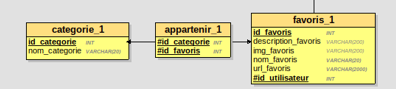 categorie_1
id_categorie INT
nom_categorie VARCHAR(20)
appartenir_1
#id_categorie INT
#id_favoris INT
favoris_1
id_favoris INT
description_favoris VARCHAR(200)
img_favoris VARCHAR(200)
nom_favoris VARCHAR(20)
url_favoris VARCHAR(2000)
#id_utilisateur INT